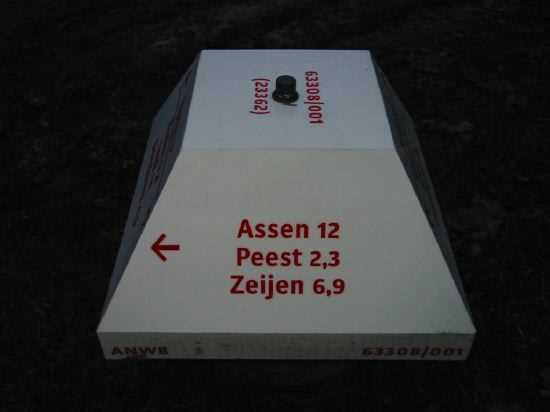 63308/001
(23362)
← Assen 12
Peest 2,3
Zeijen 6,9
ANWB
63308/001